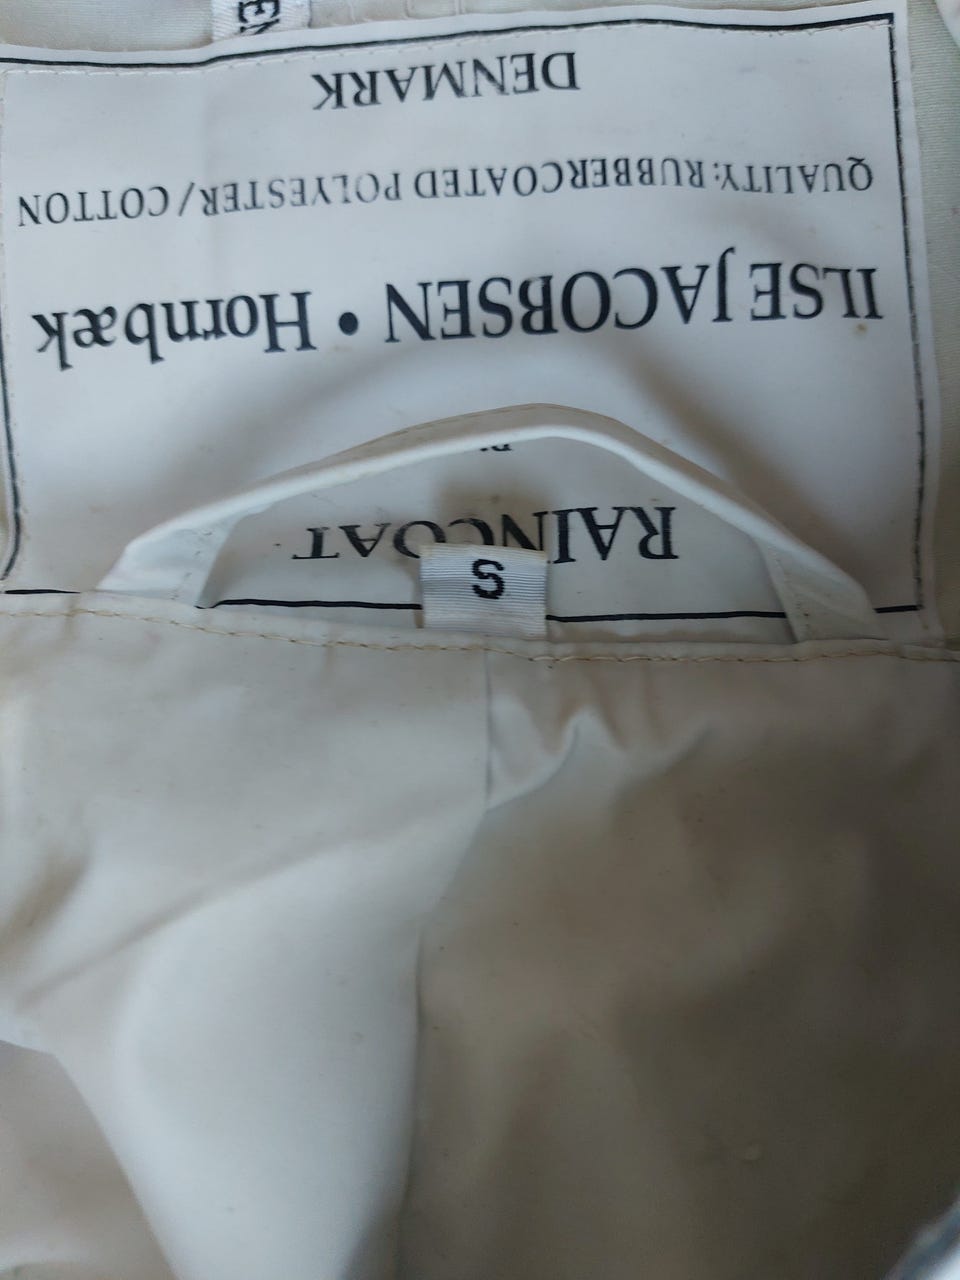 RAINCOAT
S
ILSE JACOBSEN • Hornbæk
QUALITY: RUBBERCOATED POLYESTER / COTTON
DENMARK